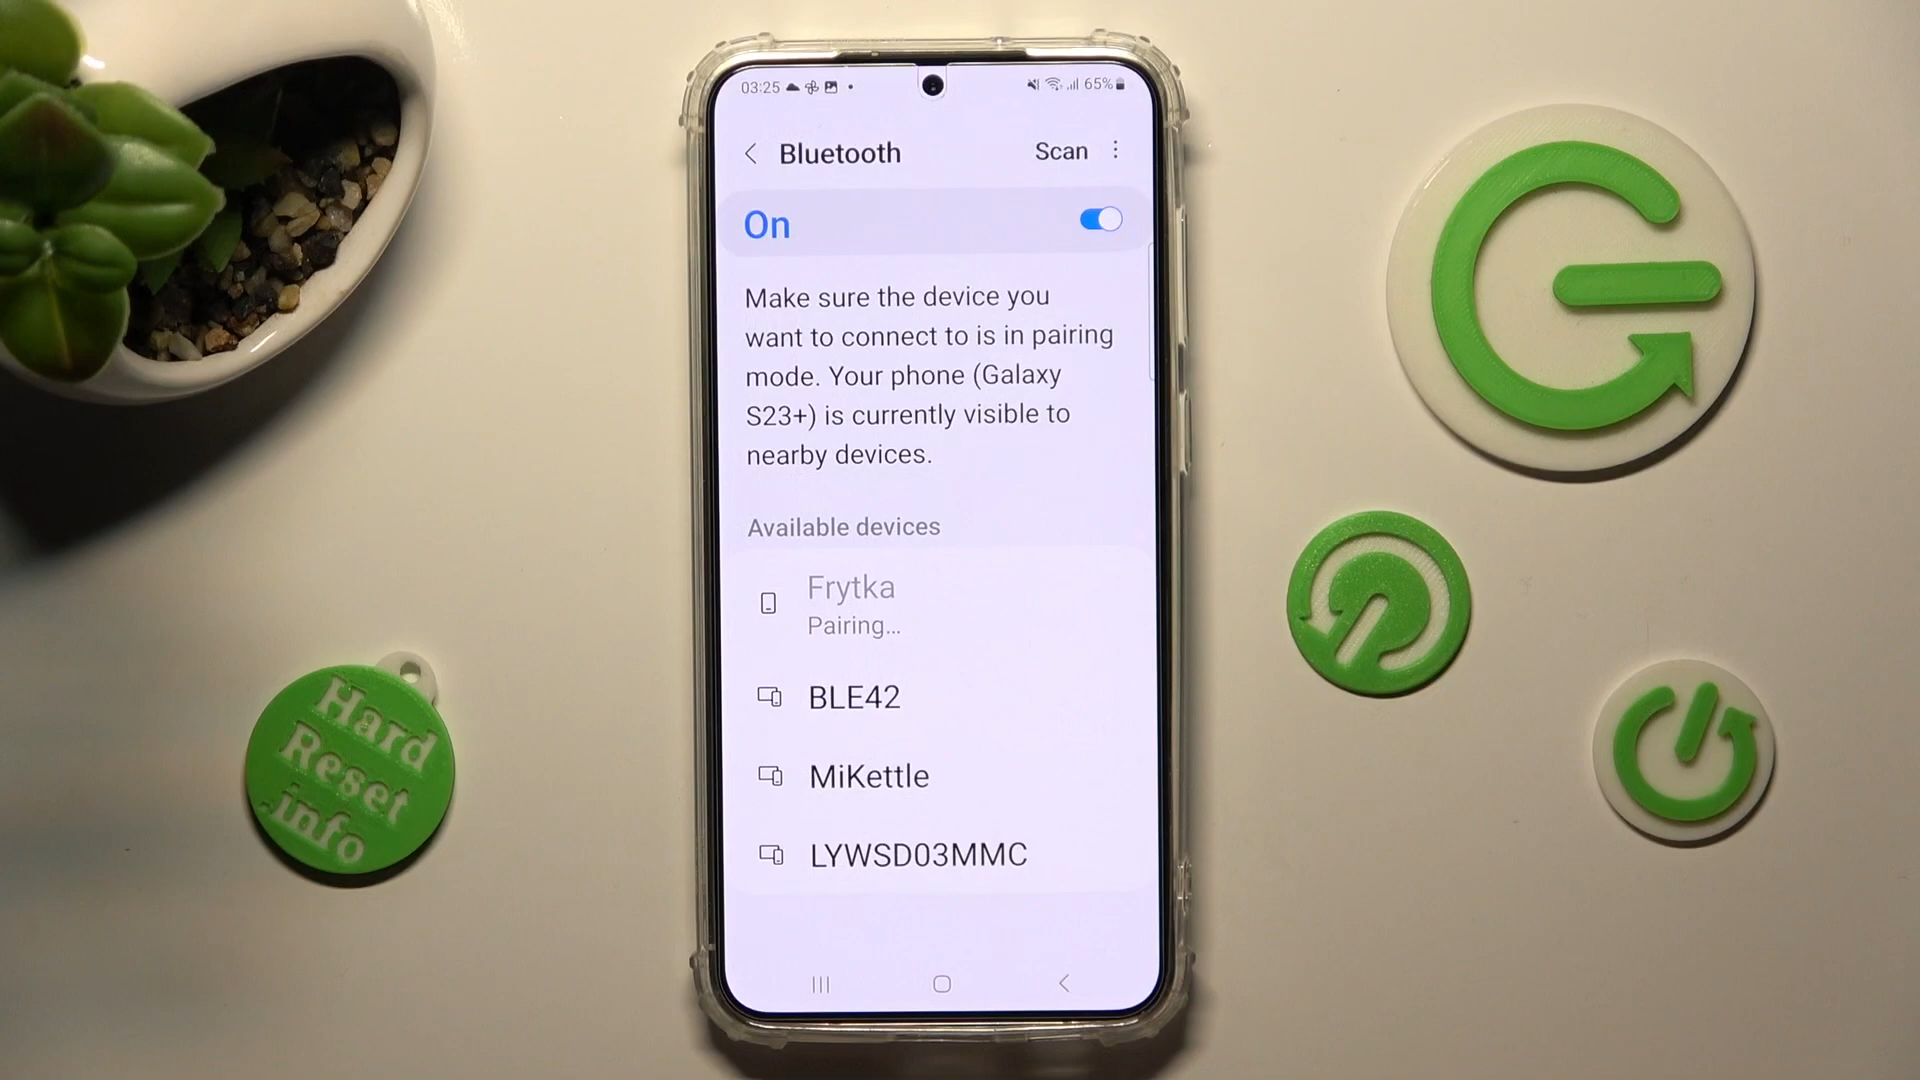 03:25
65%
Bluetooth
Scan
On
Make sure the device you
want to connect to is in pairing
mode. Your phone (Galaxy
S23+) is currently visible to
nearby devices.
Available devices
Frytka
Pairing...
BLE42
MiKettle
LYWSD03MMC
Hard
Reset
.info